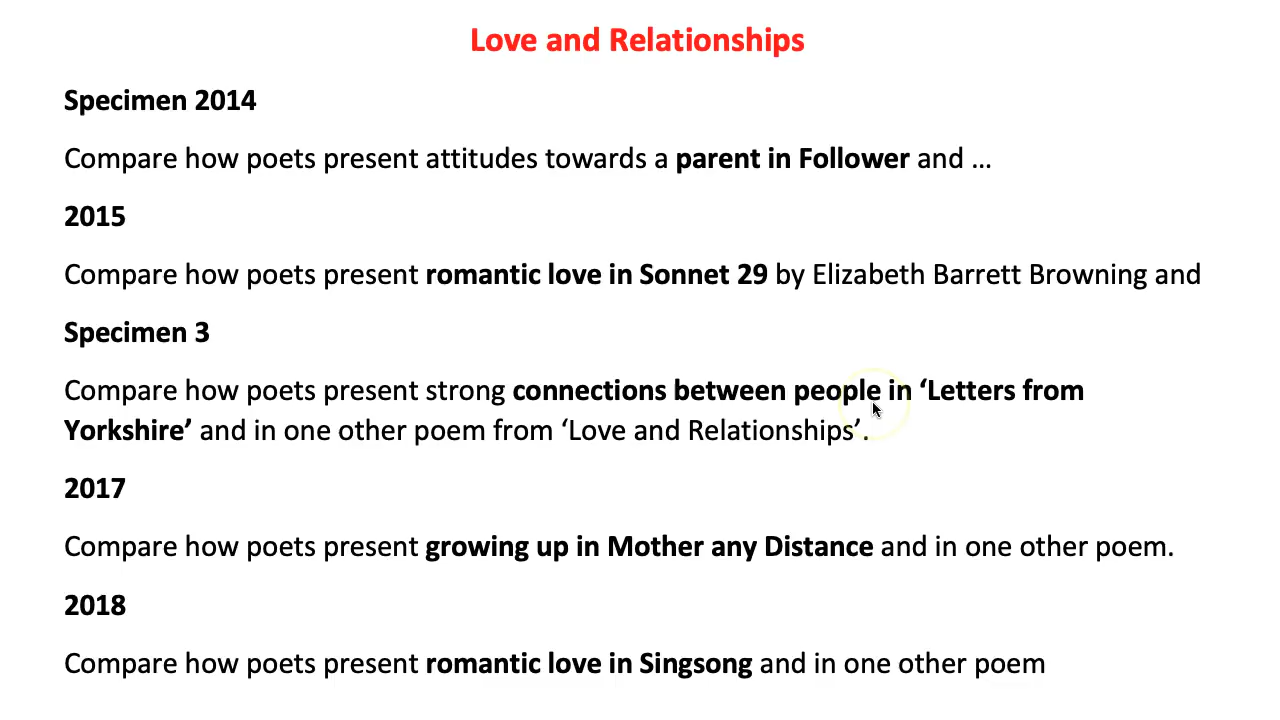 Love and Relationships
Specimen 2014
Compare how poets present attitudes towards a parent in Follower and ...
2015
Compare how poets present romantic love in Sonnet 29 by Elizabeth Barrett Browning and
Specimen 3
Compare how poets present strong connections between people in ‘Letters from
Yorkshire’ and in one other poem from ‘Love and Relationships’.
2017
Compare how poets present growing up in Mother any Distance and in one other poem.
2018
Compare how poets present romantic love in Singsong and in one other poem